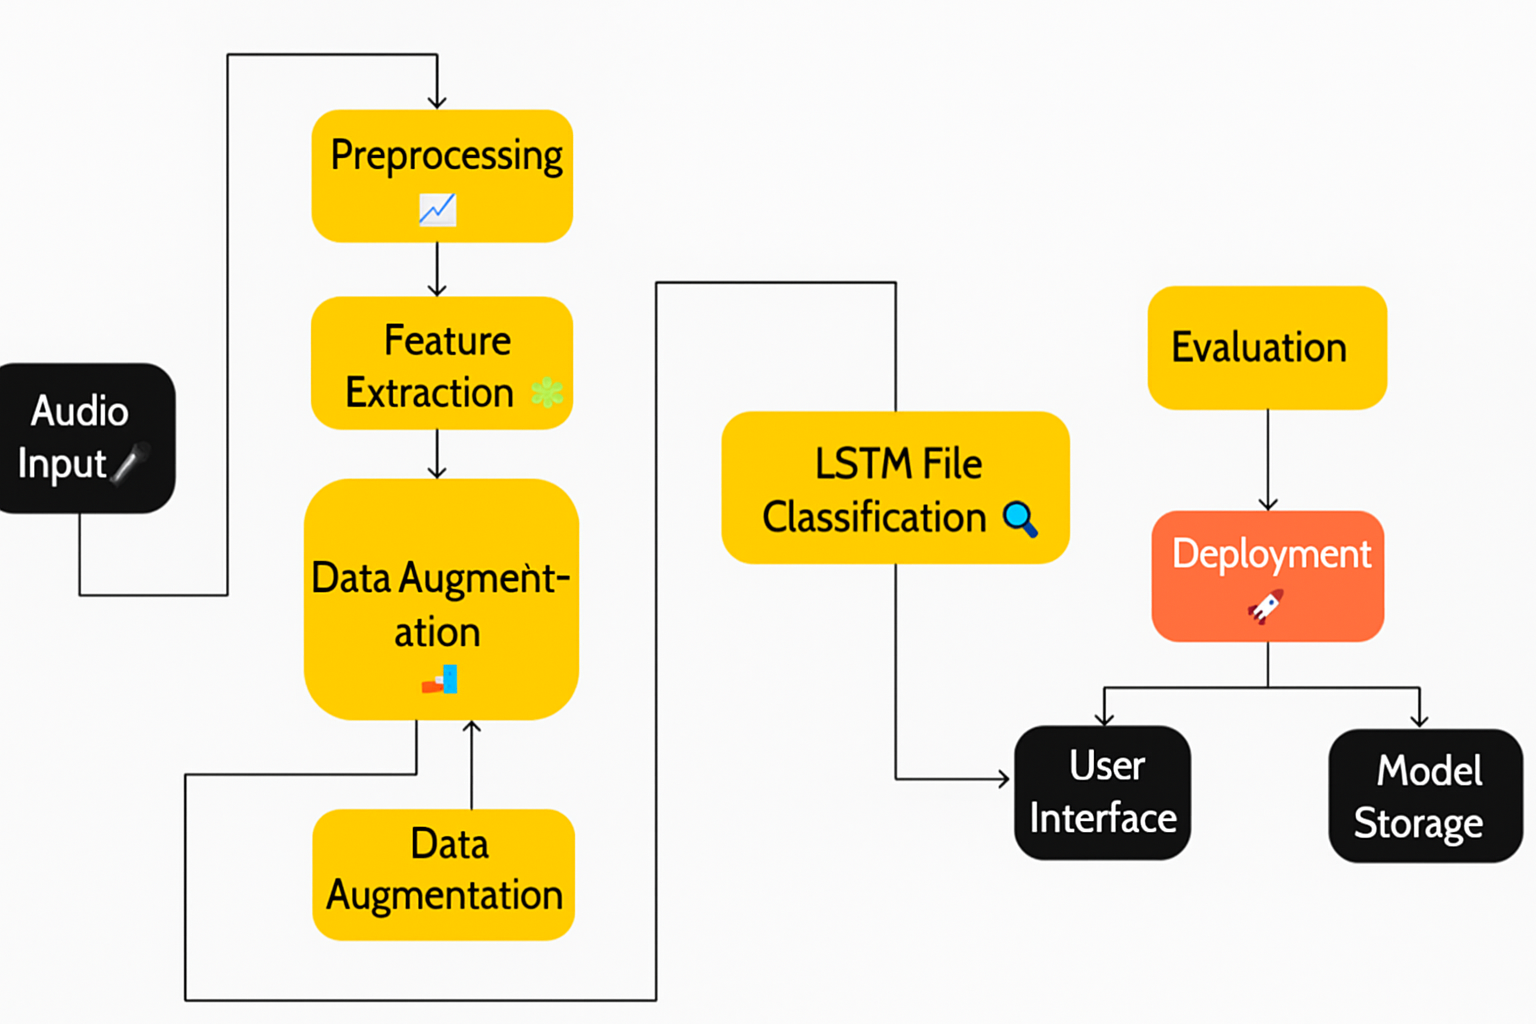 Preprocessing
Feature
Extraction
Audio
Input
Data Augment-
ation
Data
Augmentation
LSTM File
Classification
Evaluation
Deployment
User
Interface
Model
Storage